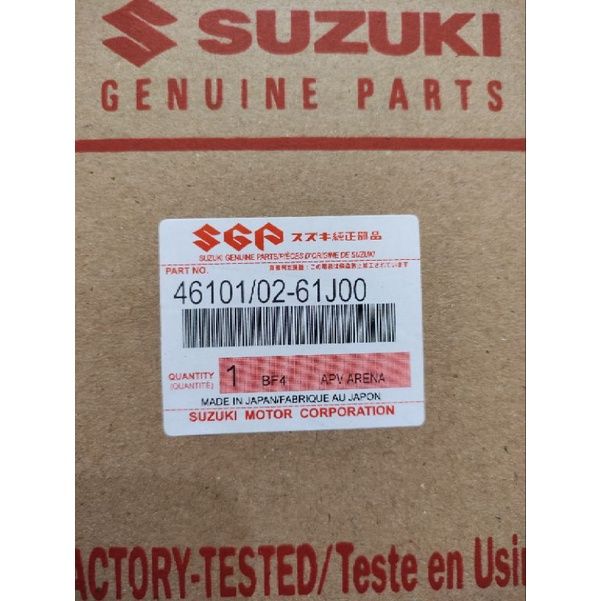 SUZUKI
GENUINE PARTS
SGP スズキ純正部品
SUZUKI GENUINE PARTS/PIÈCES D'ORIGINE DE SUZUKI
PART NO.
46101/02-61J00
QUANTITY 1 BF4 APV ARENA
(QUANTITÉ)
MADE IN JAPAN/FABRIQUE AU JAPON
SUZUKI MOTOR CORPORATION
ACTORY-TESTED/Teste en Usi